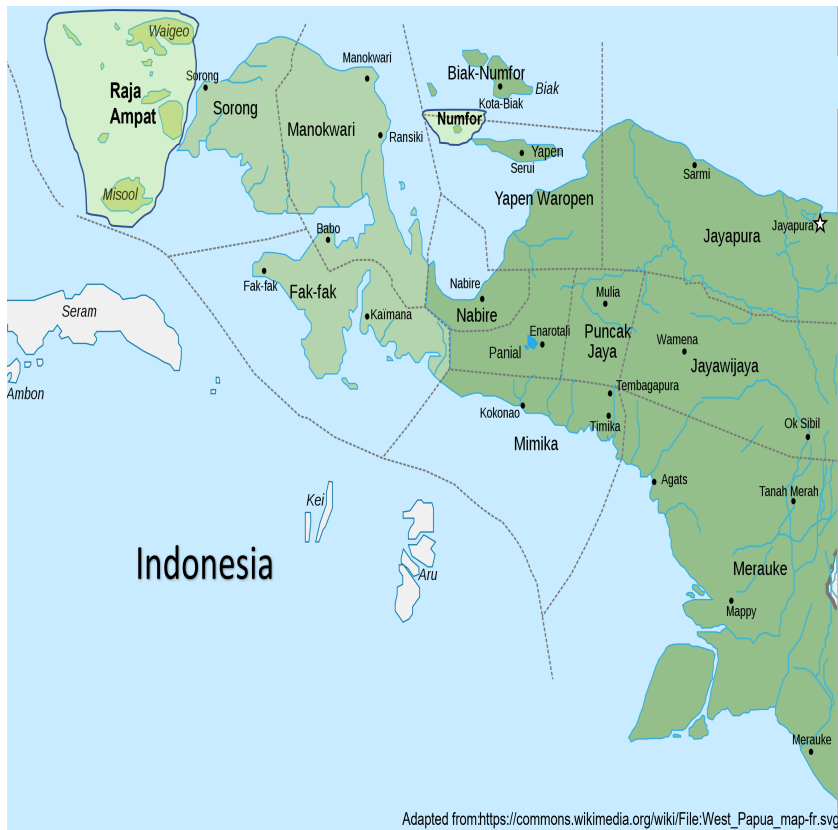 Waigeo
Raja
Ampat
Misool
Sorong
Sorong
Manokwari
Manokwari
Ransiki
Biak-Numfor
Biak
Kota-Biak
Numfor
Yapen
Serui
Yapen Waropen
Sarmi
Jayapura
Jayapura
Babo
Fak-fak
Fak-fak
Kaïmana
Nabire
Nabire
Mulia
Enarotali
Panial
Puncak
Jaya
Wamena
Jayawijaya
Seram
Ambon
Tembagapura
Kokonao
Timika
Mimika
Ok Sibil
Agats
Tanah Merah
Kei
Aru
Indonesia
Merauke
Mappy
Merauke
Adapted from:https://commons.wikimedia.org/wiki/File:West_Papua_map-fr.svg